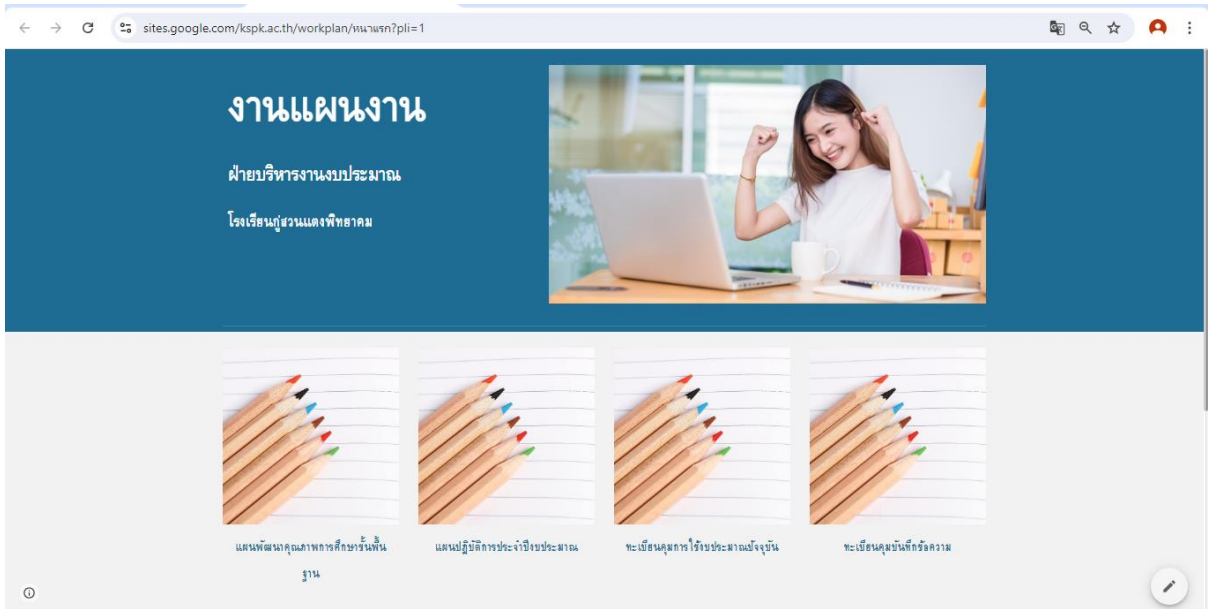 sites.google.com/kspk.ac.th/workplan/หน้าแรก?pli=1
งานแผนงาน
ฝ่ายบริหารงานงบประมาณ
โรงเรียนกู่สวนแตงพิทยาคม
แผนพัฒนาคุณภาพการศึกษาขั้นพื้น
ฐาน
แผนปฏิบัติการประจำปีงบประมาณ
ทะเบียนคุมการใช้งบประมาณปัจจุบัน
ทะเบียนคุมบันทึกข้อความ